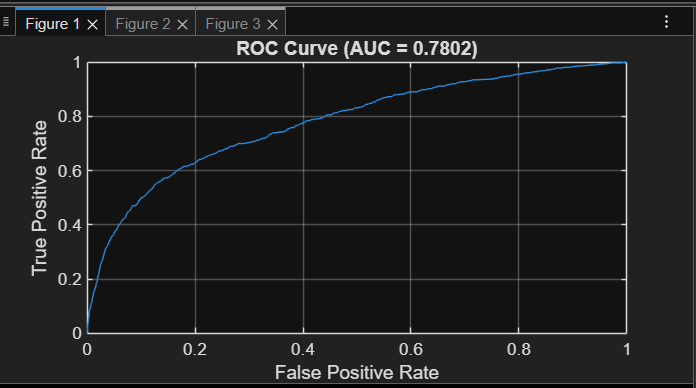 Figure 1 × Figure 2 × Figure 3 ×
ROC Curve (AUC = 0.7802)
True Positive Rate
1
0.8
0.6
0.4
0.2
0
0 0.2 0.4 0.6 0.8 1
False Positive Rate